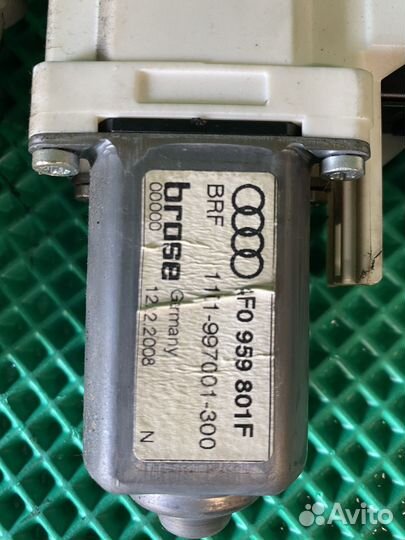 4F0 959 801F
BRF 1111-997001-300
brose Germany
00000 12.2.2008 N
Avito